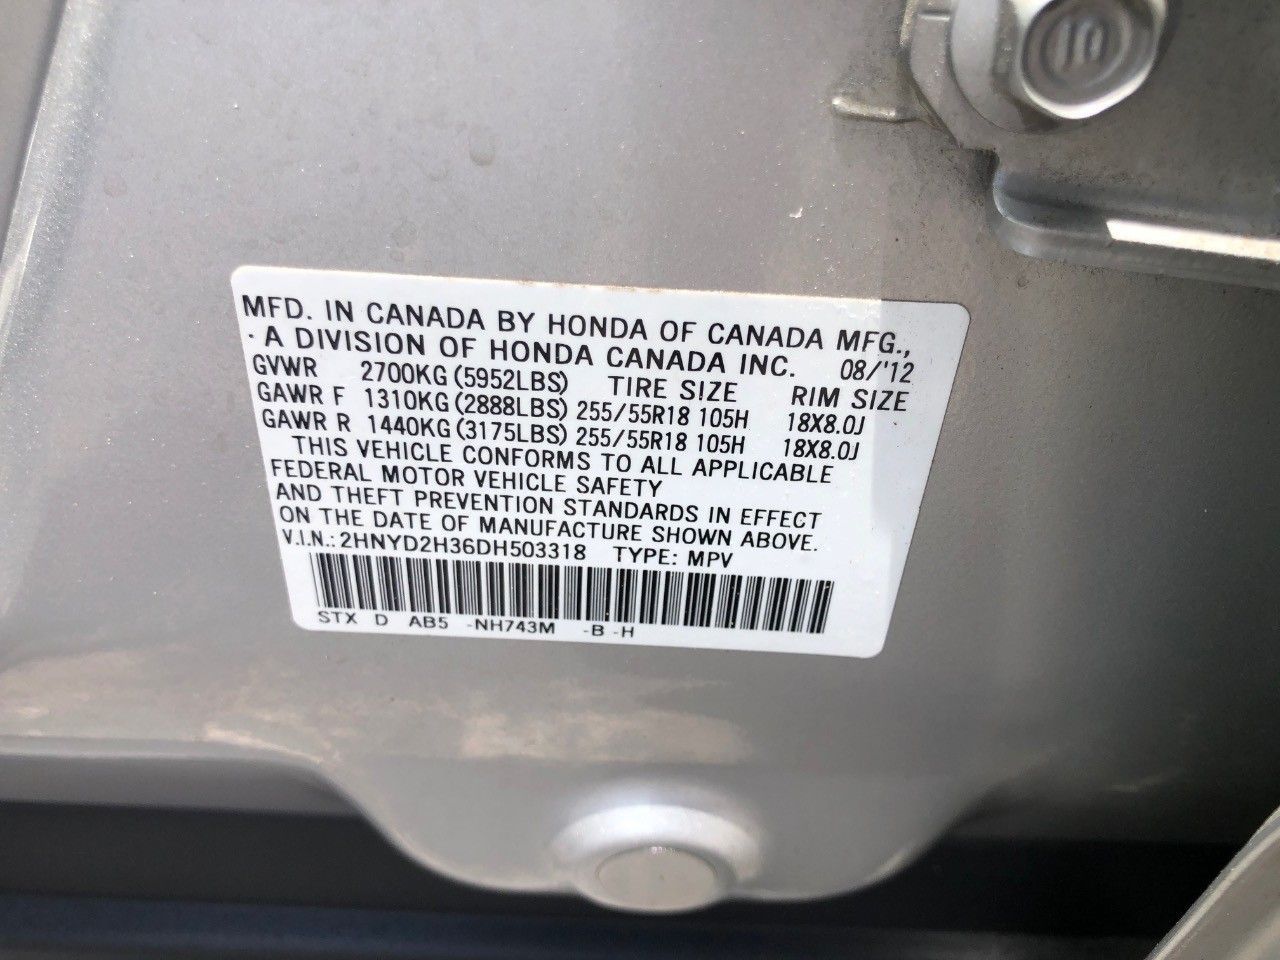 10
MFD. IN CANADA BY HONDA OF CANADA MFG.,
. A DIVISION OF HONDA CANADA INC. 08/'12
GVWR 2700KG (5952LBS) TIRE SIZE RIM SIZE
GAWR F 1310KG (2888LBS) 255/55R18 105H 18X8.0J
GAWR R 1440KG (3175LBS) 255/55R18 105H 18X8.0J
THIS VEHICLE CONFORMS TO ALL APPLICABLE
FEDERAL MOTOR VEHICLE SAFETY
AND THEFT PREVENTION STANDARDS IN EFFECT
ON THE DATE OF MANUFACTURE SHOWN ABOVE.
V.I.N.: 2HNYD2H36DH503318 TYPE: MPV
STX D AB5 -NH743M -B -H